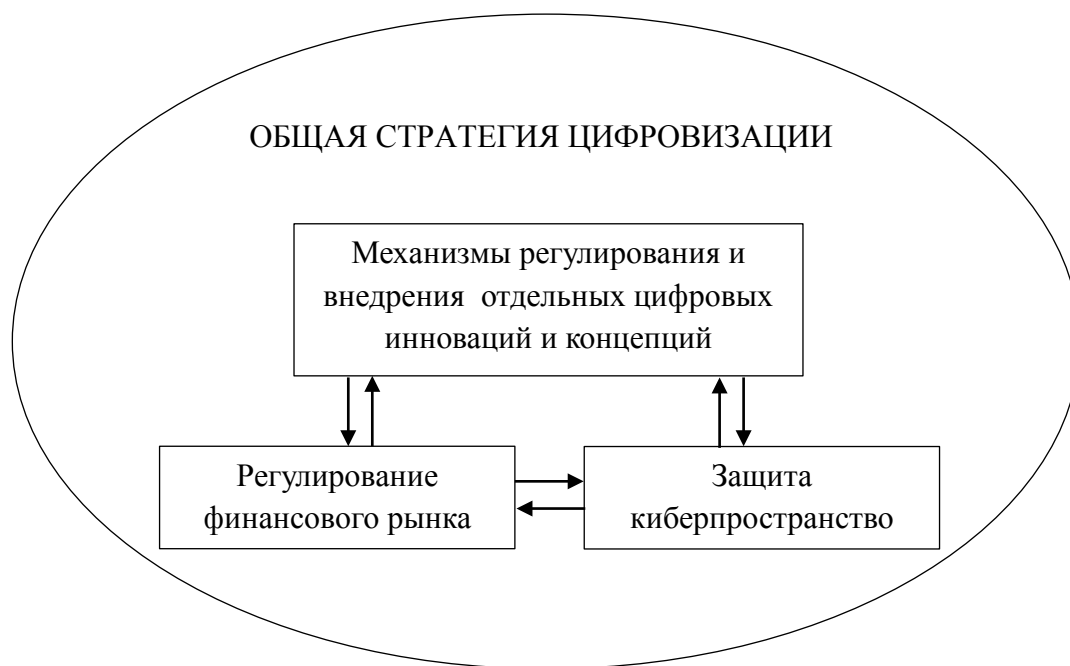 ОБЩАЯ СТРАТЕГИЯ ЦИФРОВИЗАЦИИ
Механизмы регулирования и
внедрения отдельных цифровых
инноваций и концепций
Регулирование
финансового рынка
Защита
киберпространство